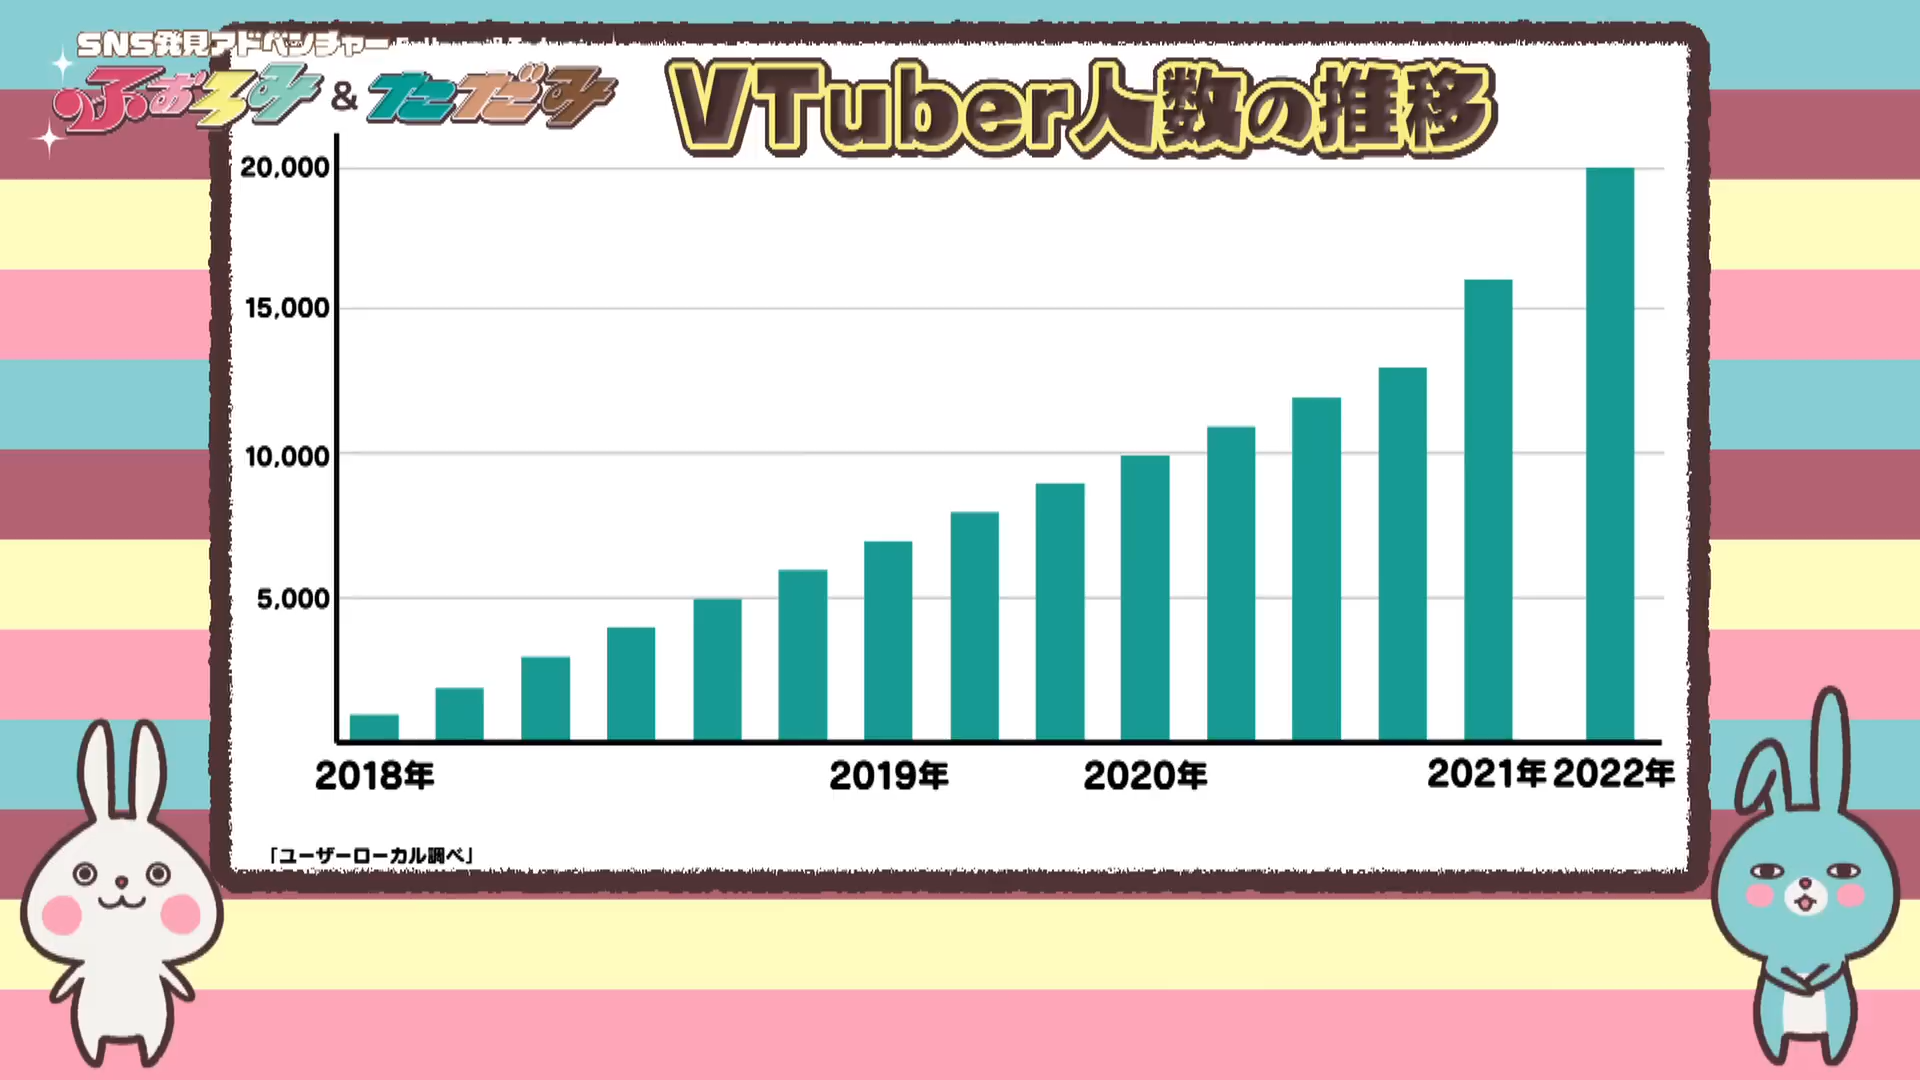 SNS発見アドベンチャー
ふぉろみ & ただみ
VTuber人数の推移
20,000
15,000
10,000
5,000
2018年 2019年 2020年 2021年 2022年
「ユーザーローカル調べ」